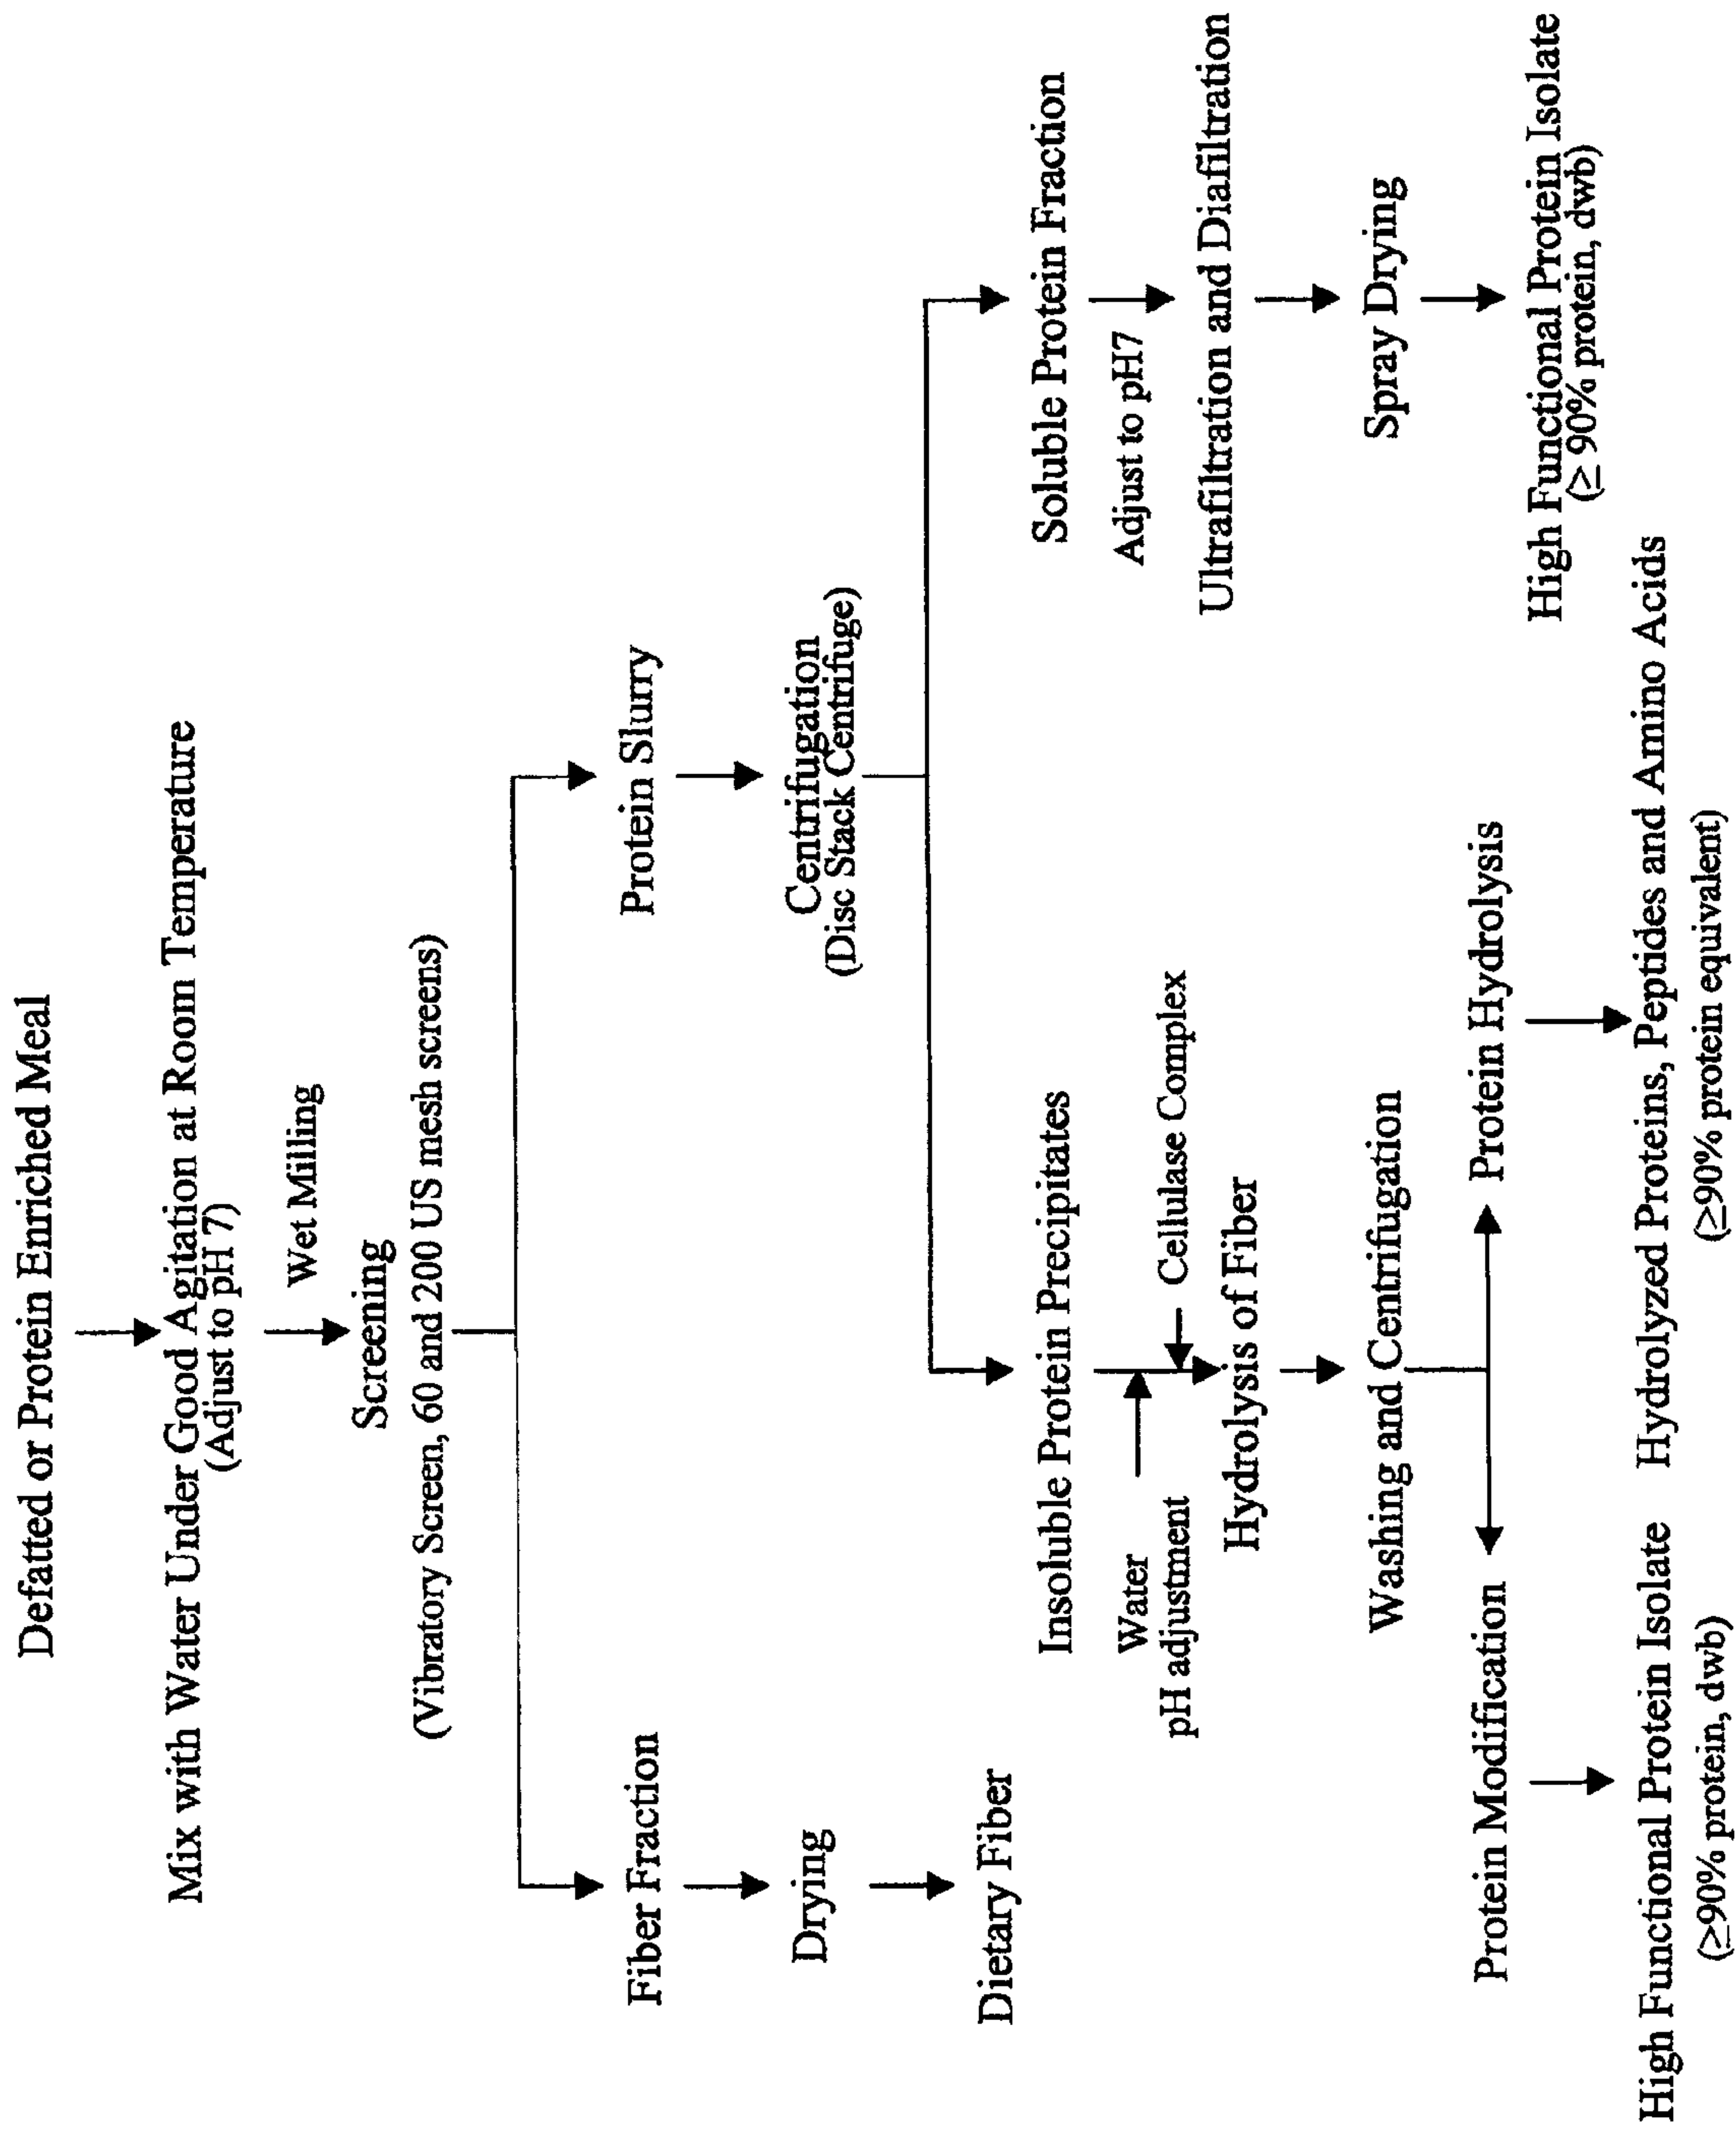 Defatted or Protein Enriched Meal
Mix with Water Under Good Agitation at Room Temperature
(Adjust to pH 7)
Wet Milling
Screening
(Vibratory Screen, 60 and 200 US mesh screens)
Fiber Fraction
Protein Slurry
Drying
Centrifugation
(Disc Stack Centrifuge)
Dietary Fiber
Insoluble Protein Precipitates
Soluble Protein Fraction
Water
pH adjustment
Cellulase Complex
Adjust to pH7
Hydrolysis of Fiber
Ultrafiltration and Diafiltration
Washing and Centrifugation
Spray Drying
Protein Modification
Protein Hydrolysis
High Functional Protein Isolate
(≥ 90% protein, dwb)
High Functional Protein Isolate
(≥90% protein, dwb)
Hydrolyzed Proteins, Peptides and Amino Acids
(≥90% protein equivalent)